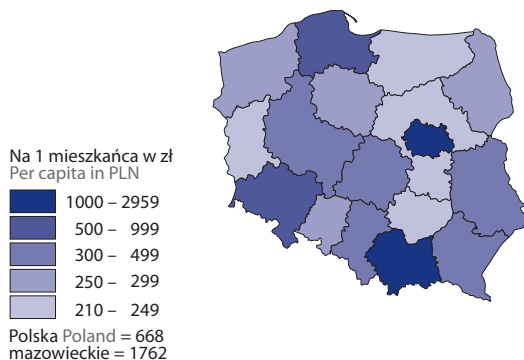 Na 1 mieszkańca w zł
Per capita in PLN
1000 – 2959
500 – 999
300 – 499
250 – 299
210 – 249
Polska Poland = 668
mazowieckie = 1762